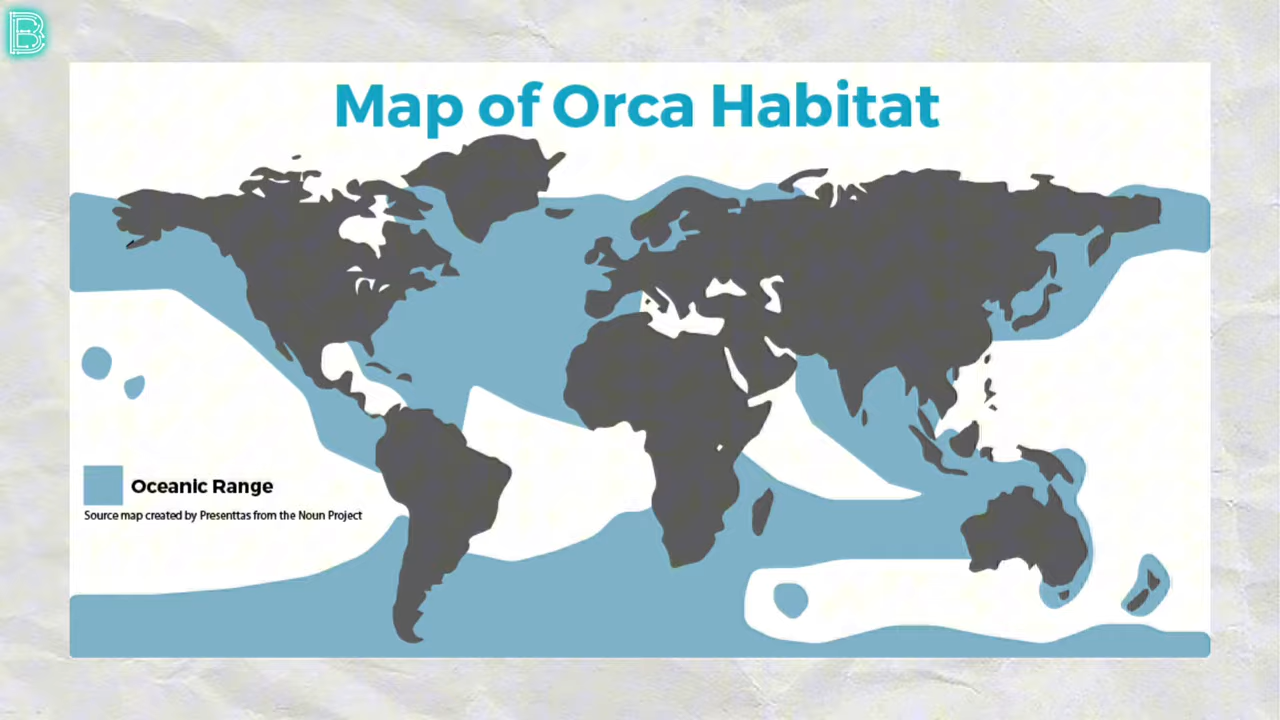 B
Map of Orca Habitat
Oceanic Range
Source map created by Presenttas from the Noun Project